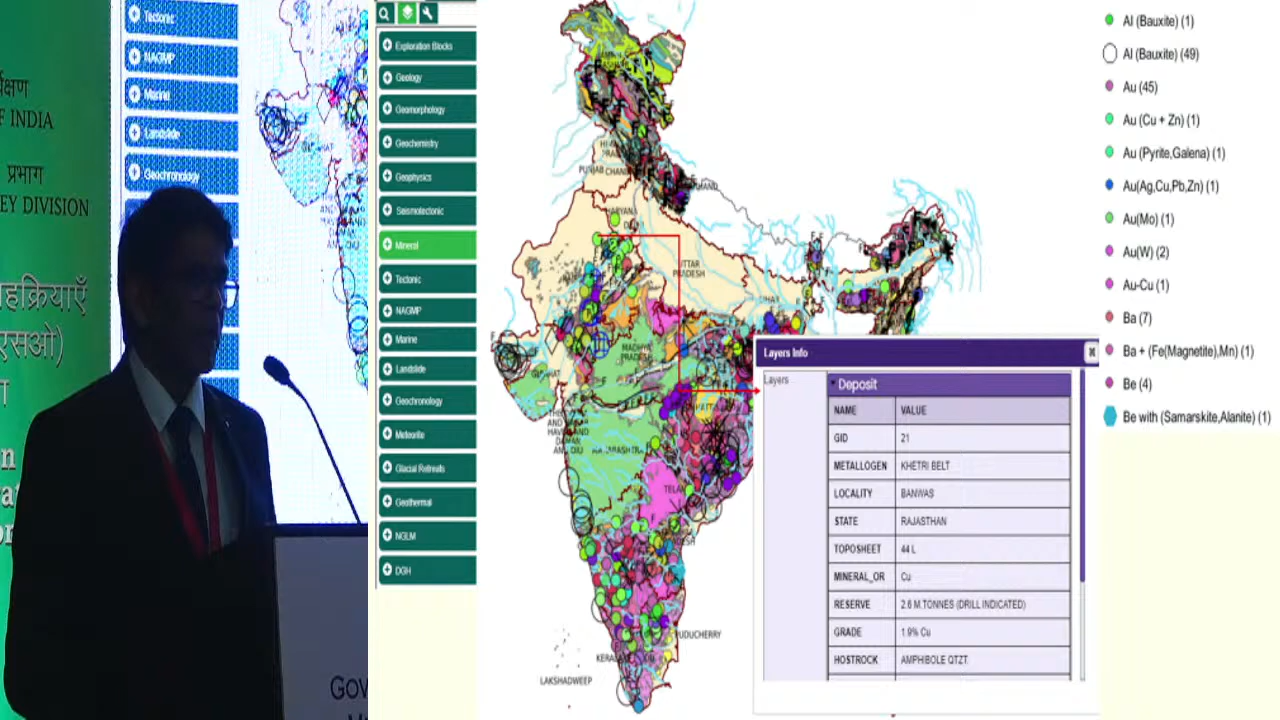 र्वेक्षण
F INDIA
प्रभाग
EY DIVISION
हक्रियाएँ
रसओ)
Tectonic
NAGMP
Marine
Landslide
Geochronology
GOV
Exploration Blocks
Geology
Geomorphology
Geochemistry
Geophysics
Seismotectonic
Mineral
Tectonic
NAGMP
Marine
Landslide
Geochronology
Meteorite
Glacial Retreats
Geothermal
NGLM
DGH
PUNJAB
HARYANA
UTTAR
PRADESH
BIHAR
MADHYA
PRADESH
GUJARAT
MAHARASHTRA
TELAN
PUDUCHERRY
KERALA
LAKSHADWEEP
Layers Info
Layers
Deposit
NAME VALUE
GID 21
METALLOGEN KHETRI BELT
LOCALITY BANWAS
STATE RAJASTHAN
TOPOSHEET 44 L
MINERAL_OR Cu
RESERVE 2.6 M.TONNES (DRILL INDICATED)
GRADE 1.9% Cu
HOSTROCK AMPHIBOLE QTZT.
Al (Bauxite) (1)
Al (Bauxite) (49)
Au (45)
Au (Cu + Zn) (1)
Au (Pyrite,Galena) (1)
Au(Ag,Cu,Pb,Zn) (1)
Au(Mo) (1)
Au(W) (2)
Au-Cu (1)
Ba (7)
Ba + (Fe(Magnetite),Mn) (1)
Be (4)
Be with (Samarskite,Alanite) (1)